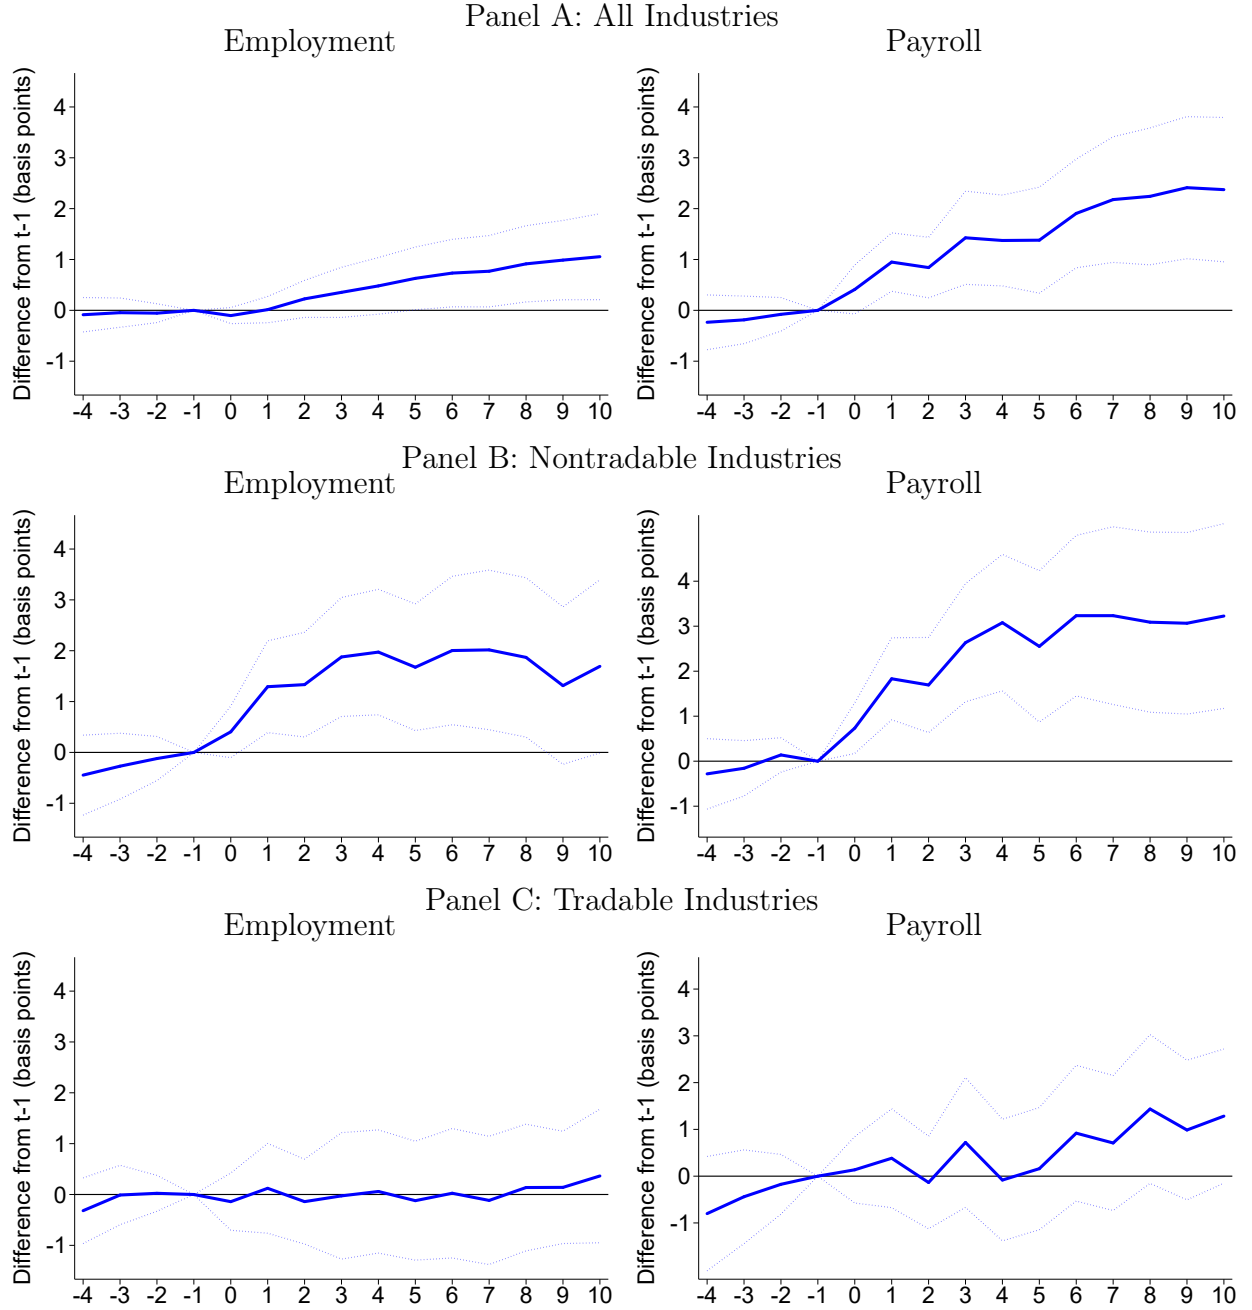 Panel A: All Industries
Employment
Payroll
Difference from t-1 (basis points)
4
3
2
1
0
-1
-4 -3 -2 -1 0 1 2 3 4 5 6 7 8 9 10
Difference from t-1 (basis points)
4
3
2
1
0
-1
-4 -3 -2 -1 0 1 2 3 4 5 6 7 8 9 10
Panel B: Nontradable Industries
Employment
Payroll
Difference from t-1 (basis points)
4
3
2
1
0
-1
-4 -3 -2 -1 0 1 2 3 4 5 6 7 8 9 10
Difference from t-1 (basis points)
4
3
2
1
0
-1
-4 -3 -2 -1 0 1 2 3 4 5 6 7 8 9 10
Panel C: Tradable Industries
Employment
Payroll
Difference from t-1 (basis points)
4
3
2
1
0
-1
-4 -3 -2 -1 0 1 2 3 4 5 6 7 8 9 10
Difference from t-1 (basis points)
4
3
2
1
0
-1
-4 -3 -2 -1 0 1 2 3 4 5 6 7 8 9 10